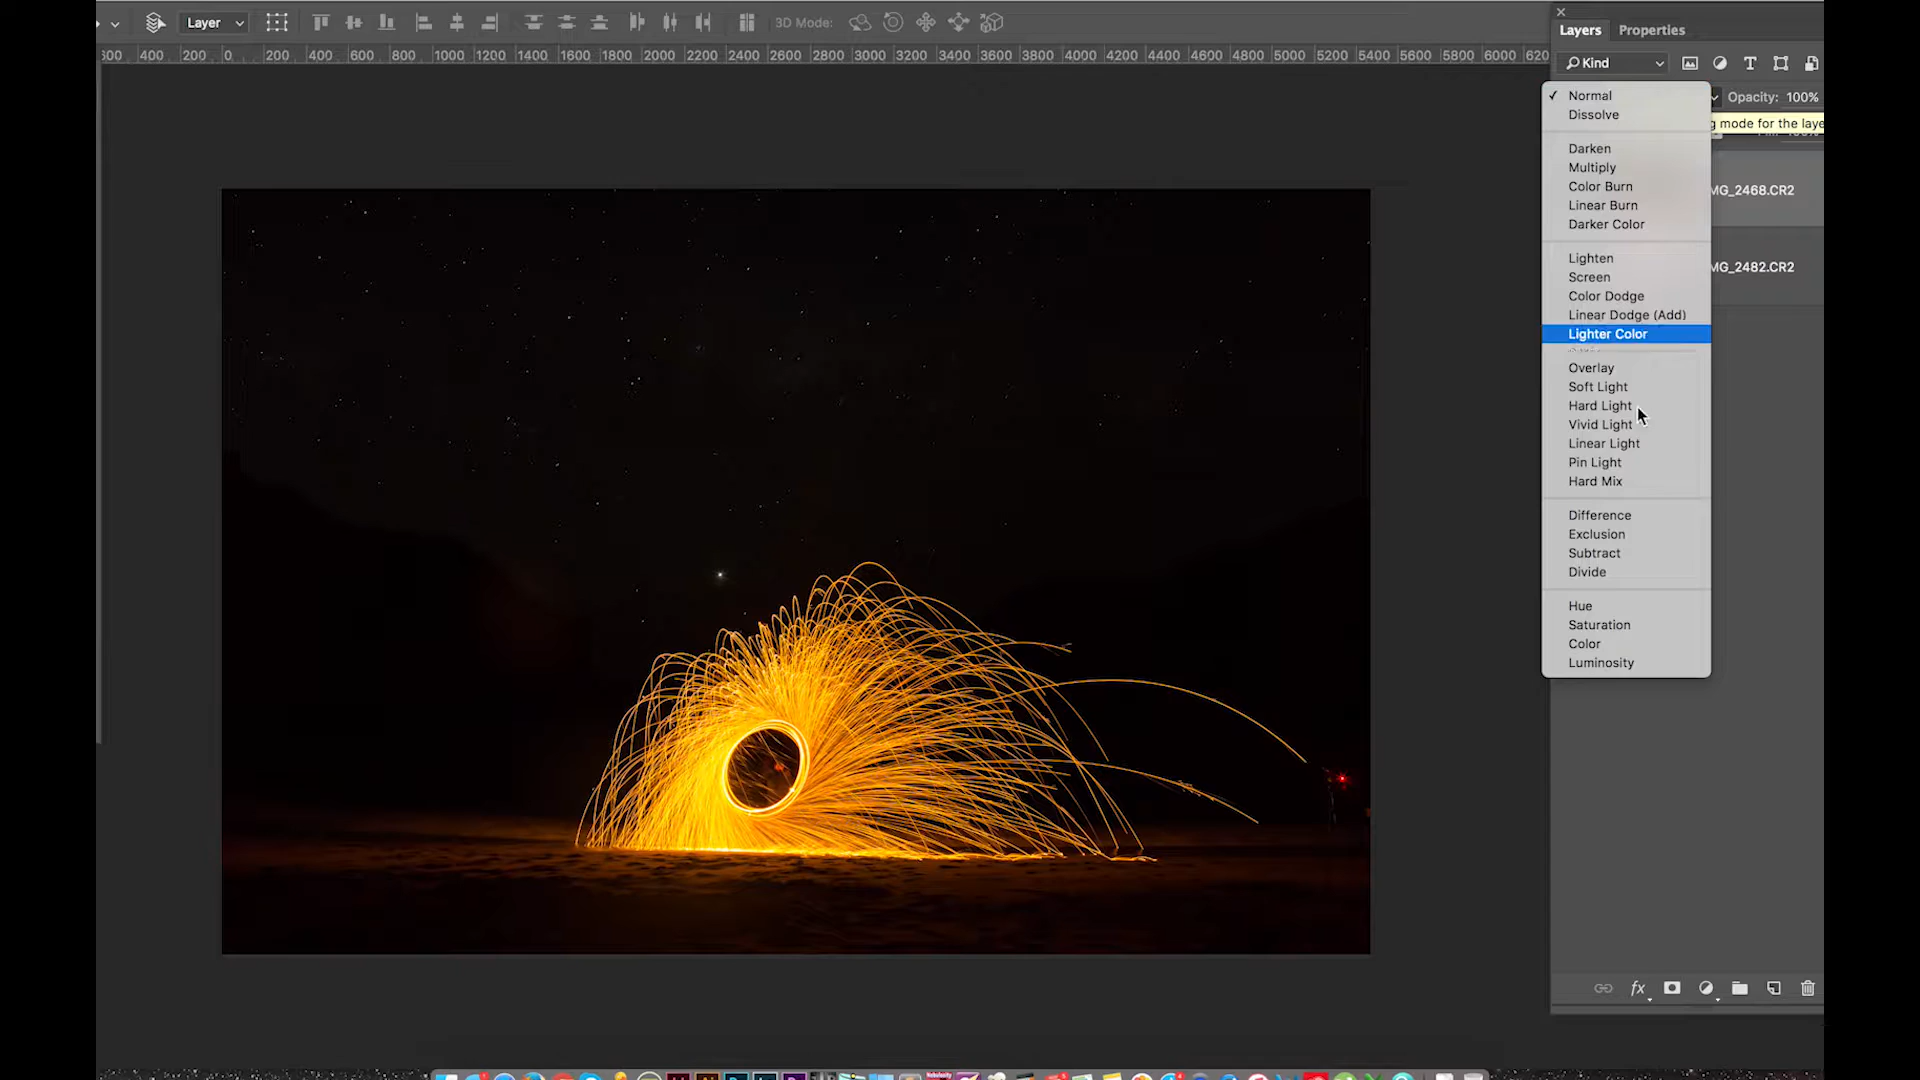 Layer
3D Mode:
600 400 200 0 200 400 600 800 1000 1200 1400 1600 1800 2000 2200 2400 2600 2800 3000 3200 3400 3600 3800 4000 4200 4400 4600 4800 5000 5200 5400 5600 5800 6000 620
Layers Properties
Kind
Normal
Opacity: 100%
Dissolve
g mode for the laye
Darken
Multiply
Color Burn
MG_2468.CR2
Linear Burn
Darker Color
Lighten
MG_2482.CR2
Screen
Color Dodge
Linear Dodge (Add)
Lighter Color
Overlay
Soft Light
Hard Light
Vivid Light
Linear Light
Pin Light
Hard Mix
Difference
Exclusion
Subtract
Divide
Hue
Saturation
Color
Luminosity
fx